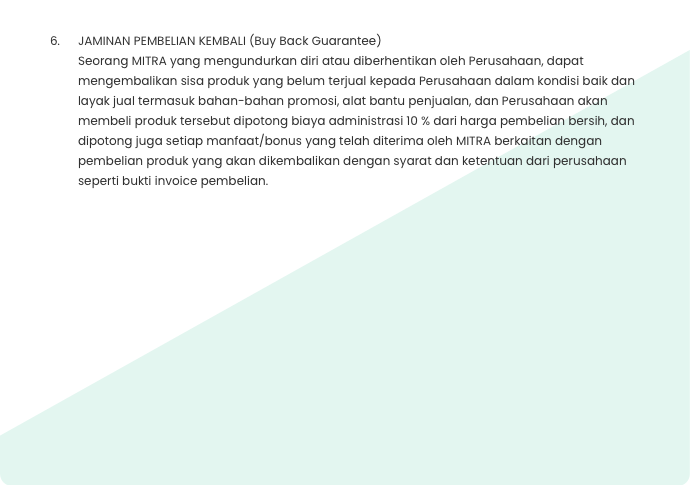 6. JAMINAN PEMBELIAN KEMBALI (Buy Back Guarantee)
Seorang MITRA yang mengundurkan diri atau diberhentikan oleh Perusahaan, dapat
mengembalikan sisa produk yang belum terjual kepada Perusahaan dalam kondisi baik dan
layak jual termasuk bahan-bahan promosi, alat bantu penjualan, dan Perusahaan akan
membeli produk tersebut dipotong biaya administrasi 10 % dari harga pembelian bersih, dan
dipotong juga setiap manfaat/bonus yang telah diterima oleh MITRA berkaitan dengan
pembelian produk yang akan dikembalikan dengan syarat dan ketentuan dari perusahaan
seperti bukti invoice pembelian.